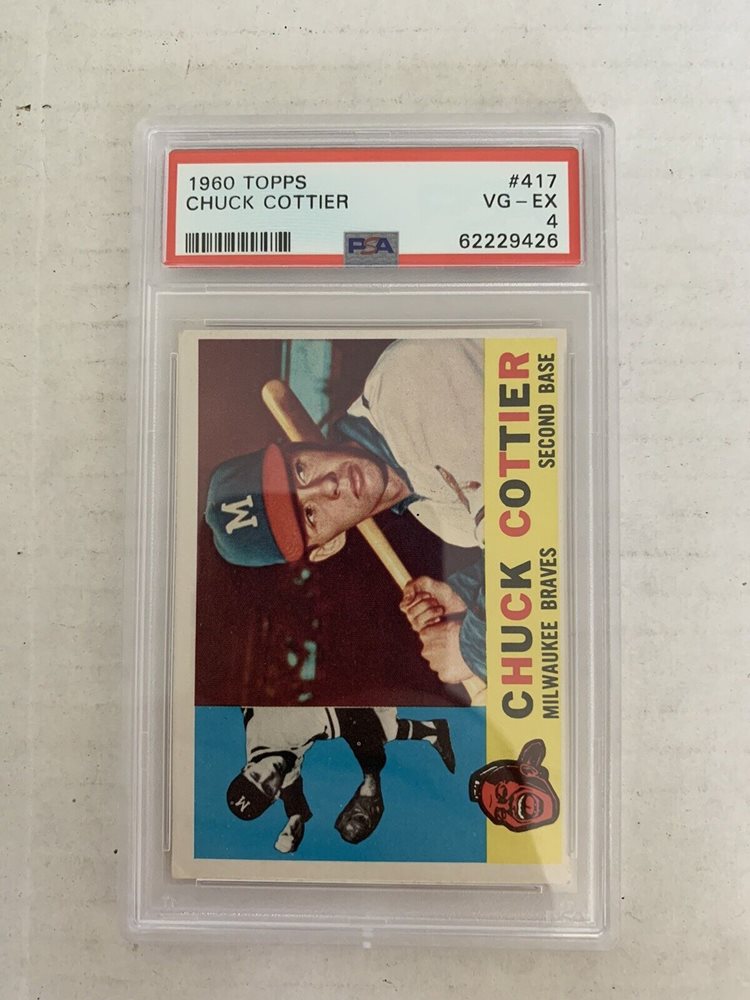 1960 TOPPS #417
CHUCK COTTIER VG-EX
4
PSA 62229426
M
M
CHUCK COTTIER
MILWAUKEE BRAVES SECOND BASE